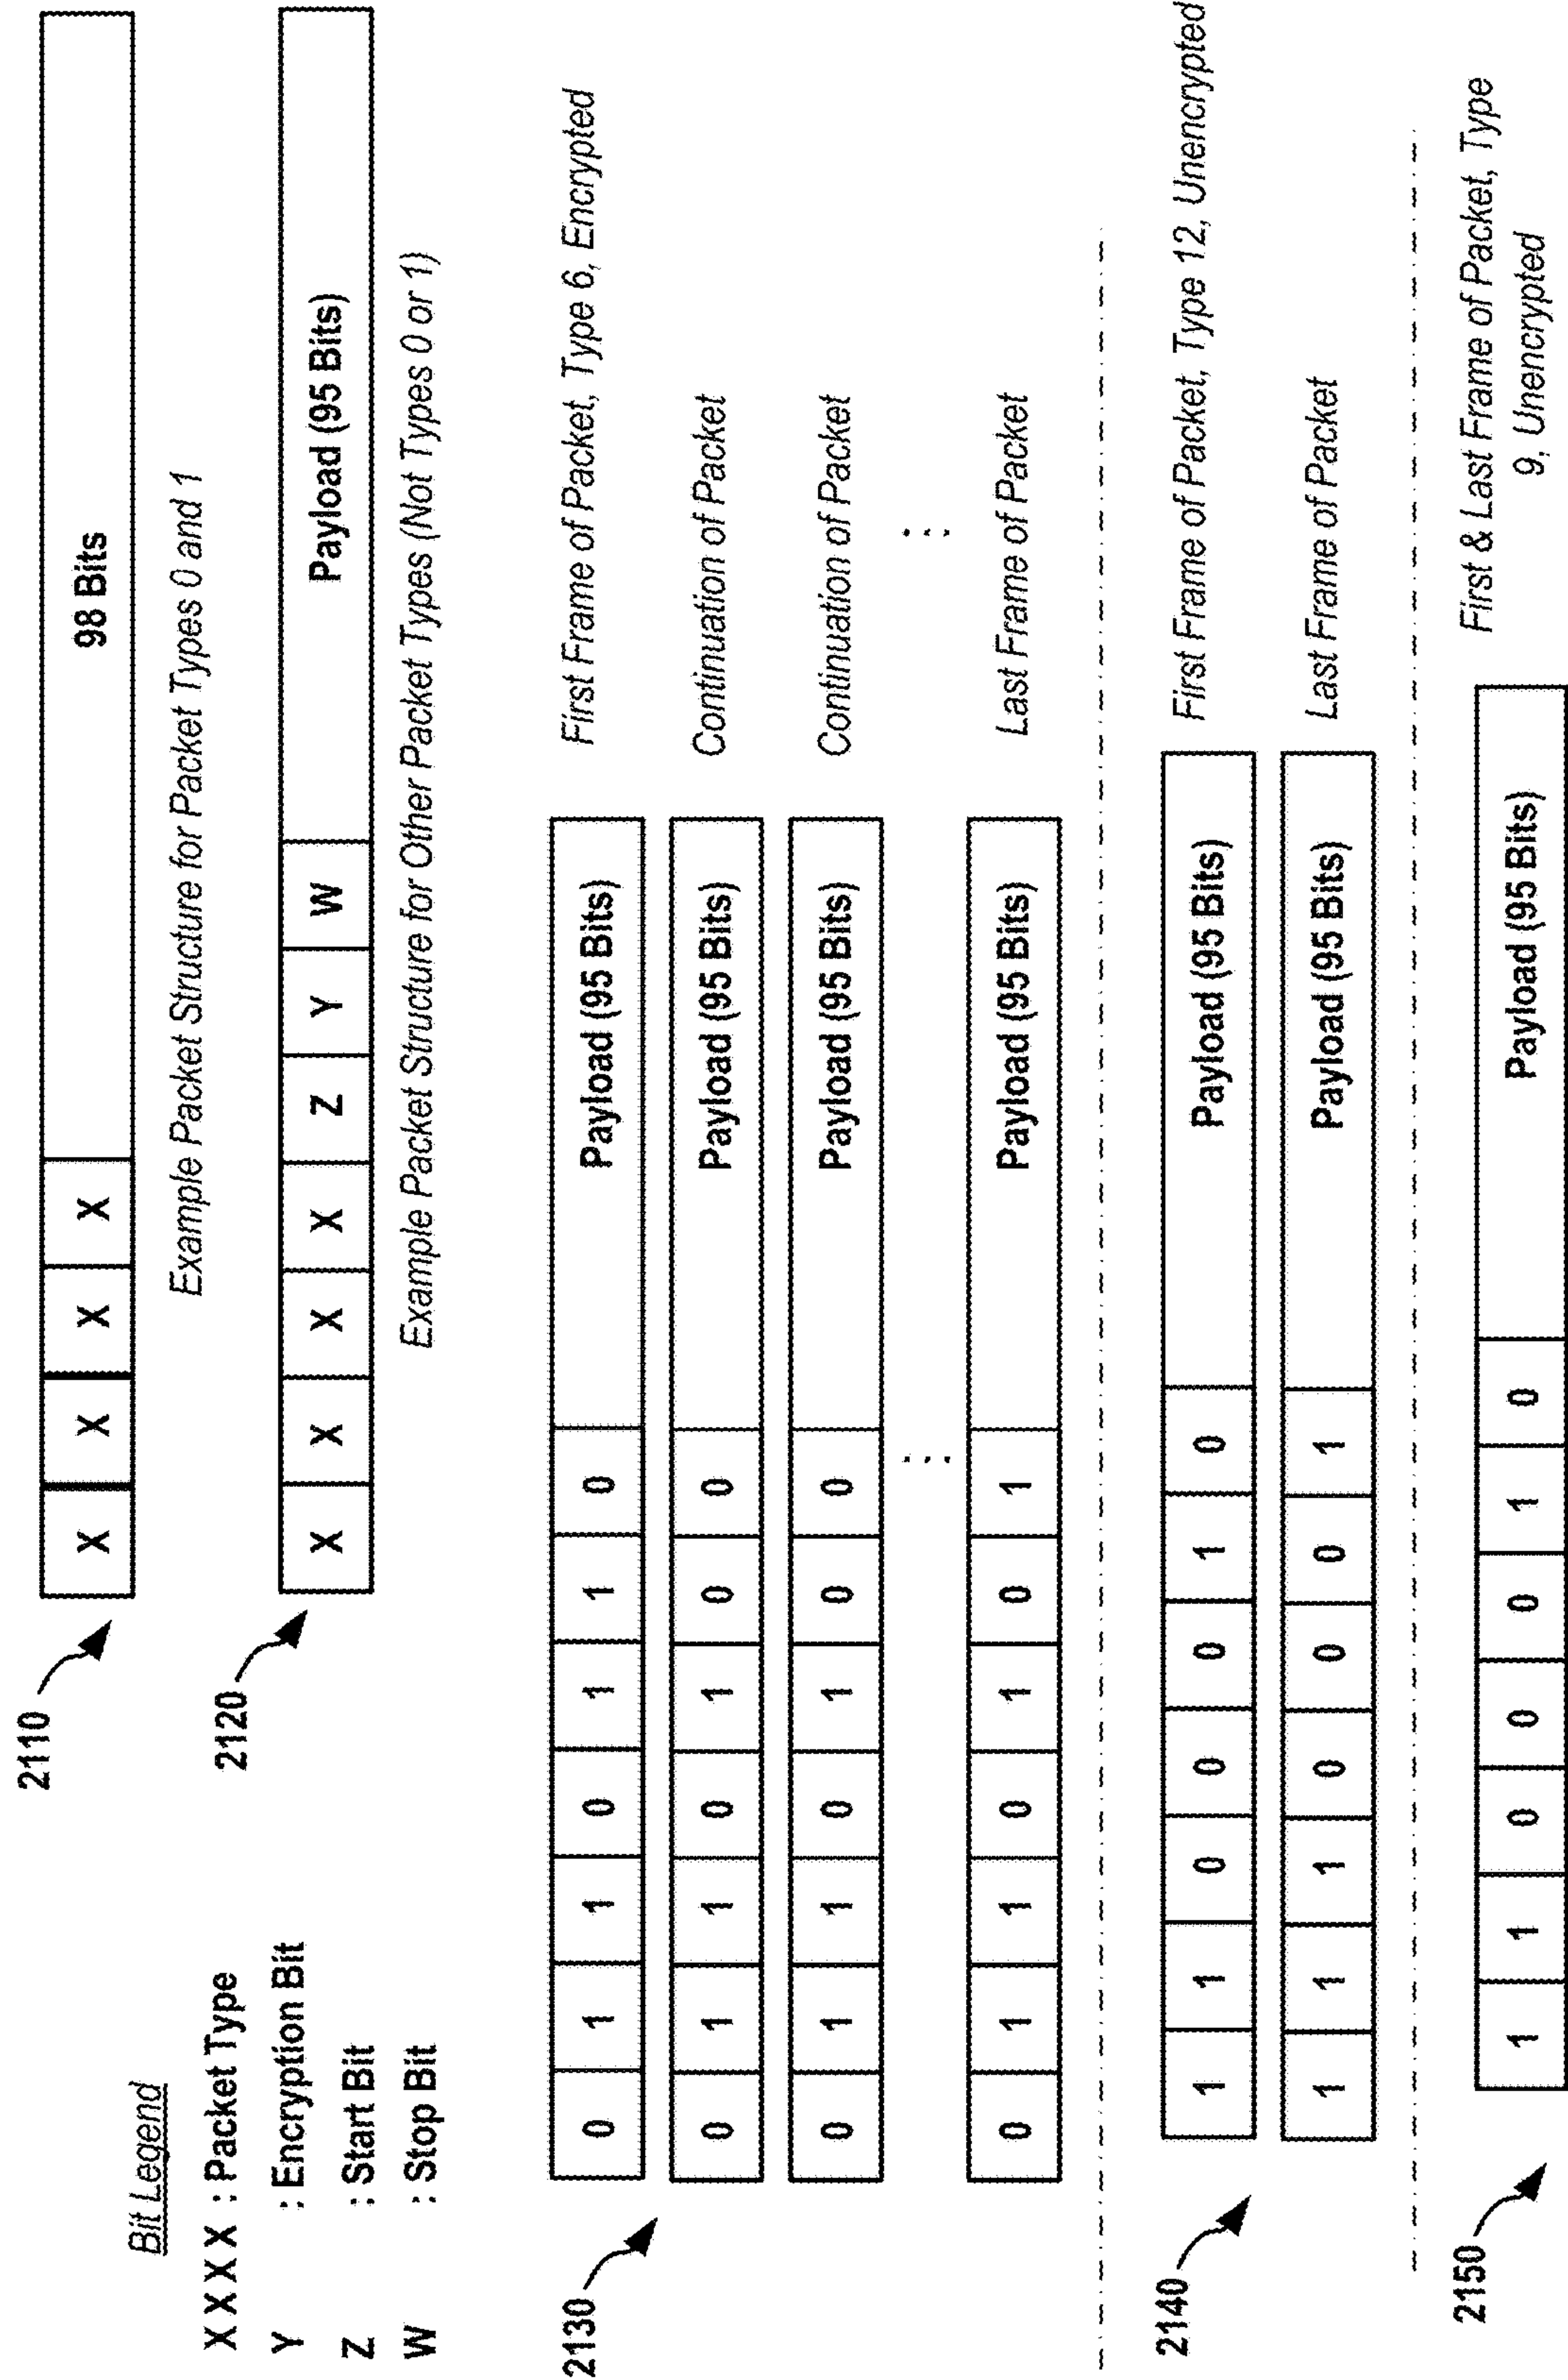 2110
X X X X 98 Bits
Example Packet Structure for Packet Types 0 and 1
Bit Legend
X X X X : Packet Type
Y : Encryption Bit
Z : Start Bit
W : Stop Bit
2120
X X X X Z Y W Payload (95 Bits)
Example Packet Structure for Other Packet Types (Not Types 0 or 1)
2130
0 1 1 0 1 1 0 Payload (95 Bits) First Frame of Packet, Type 6, Encrypted
0 1 1 0 1 0 0 Payload (95 Bits) Continuation of Packet
0 1 1 0 1 0 0 Payload (95 Bits) Continuation of Packet
... ...
0 1 1 0 1 0 1 Payload (95 Bits) Last Frame of Packet
2140
1 1 0 0 0 1 0 Payload (95 Bits) First Frame of Packet, Type 12, Unencrypted
1 1 1 0 0 0 1 Payload (95 Bits) Last Frame of Packet
2150
1 1 0 0 0 1 0 Payload (95 Bits) First & Last Frame of Packet, Type
9, Unencrypted